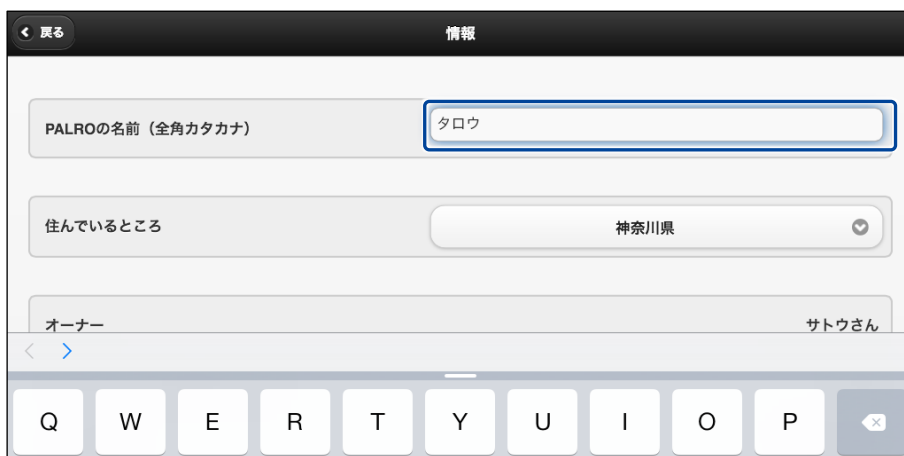 戻る
情報
PALROの名前（全角カタカナ）
タロウ
住んでいるところ
神奈川県
オーナー
サトウさん
Q W E R T Y U I O P